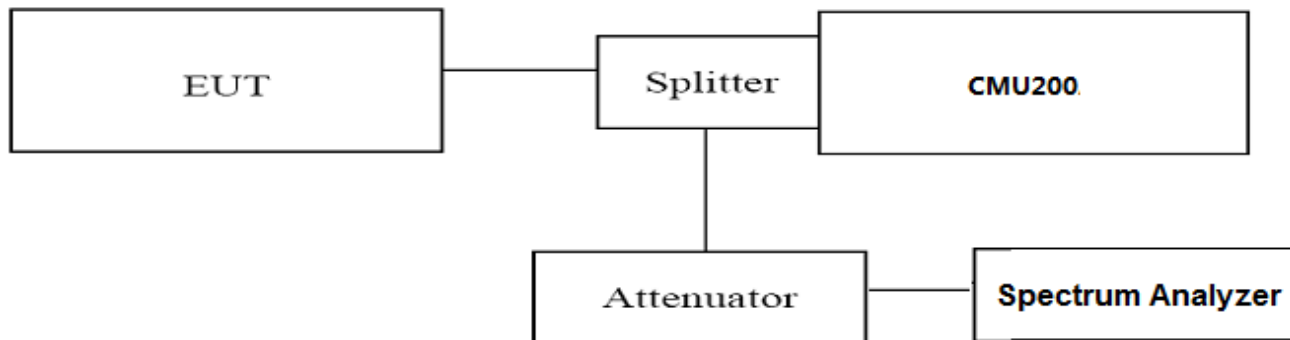 EUT
Splitter
CMU200
Attenuator
Spectrum Analyzer